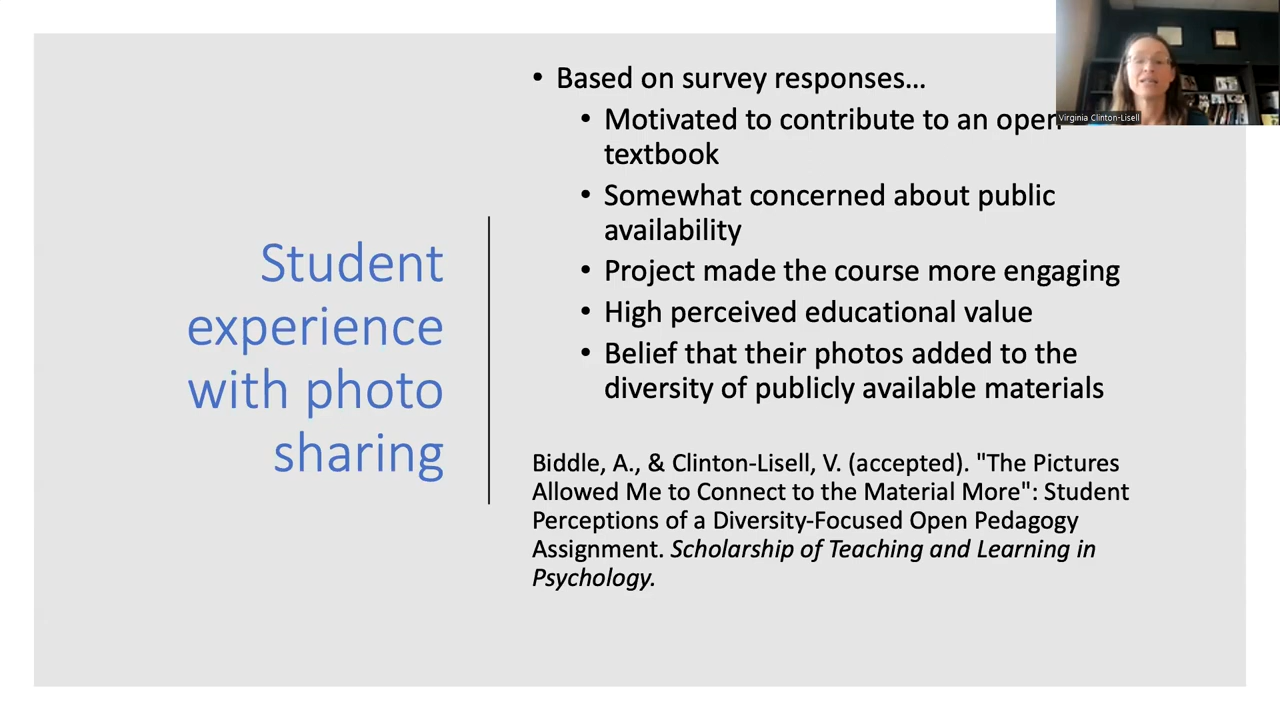 Student
experience
with photo
sharing
• Based on survey responses…
• Motivated to contribute to an open
textbook
• Somewhat concerned about public
availability
• Project made the course more engaging
• High perceived educational value
• Belief that their photos added to the
diversity of publicly available materials
Biddle, A., & Clinton-Lisell, V. (accepted). "The Pictures
Allowed Me to Connect to the Material More": Student
Perceptions of a Diversity-Focused Open Pedagogy
Assignment. Scholarship of Teaching and Learning in
Psychology.
Virginia Clinton-Lisell